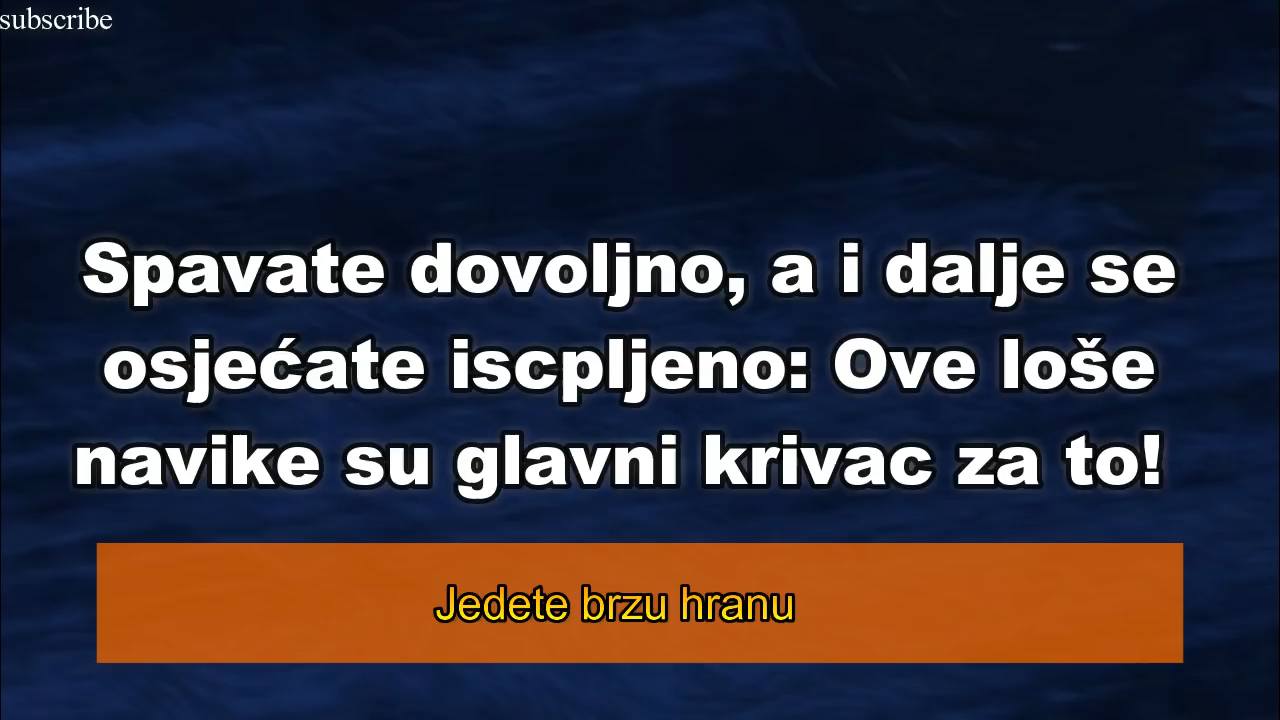 subscribe
Spavate dovoljno, a i dalje se
osjećate iscpljeno: Ove loše
navike su glavni krivac za to!
Jedete brzu hranu